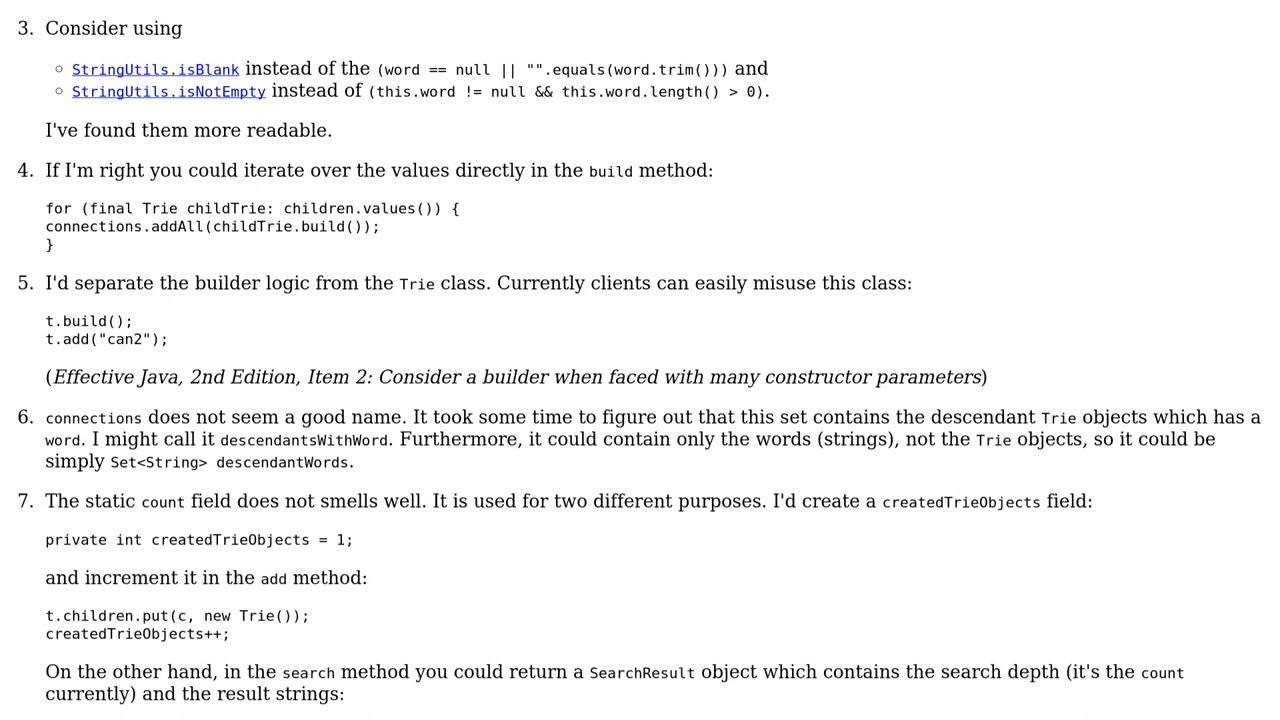 3. Consider using
◦ StringUtils.isBlank instead of the (word == null || "".equals(word.trim())) and
◦ StringUtils.isNotEmpty instead of (this.word != null && this.word.length() > 0).
I've found them more readable.
4. If I'm right you could iterate over the values directly in the build method:
for (final Trie childTrie: children.values()) {
connections.addAll(childTrie.build());
}
5. I'd separate the builder logic from the Trie class. Currently clients can easily misuse this class:
t.build();
t.add("can2");
(Effective Java, 2nd Edition, Item 2: Consider a builder when faced with many constructor parameters)
6. connections does not seem a good name. It took some time to figure out that this set contains the descendant Trie objects which has a
word. I might call it descendantsWithWord. Furthermore, it could contain only the words (strings), not the Trie objects, so it could be
simply Set<String> descendantWords.
7. The static count field does not smells well. It is used for two different purposes. I'd create a createdTrieObjects field:
private int createdTrieObjects = 1;
and increment it in the add method:
t.children.put(c, new Trie());
createdTrieObjects++;
On the other hand, in the search method you could return a SearchResult object which contains the search depth (it's the count
currently) and the result strings: